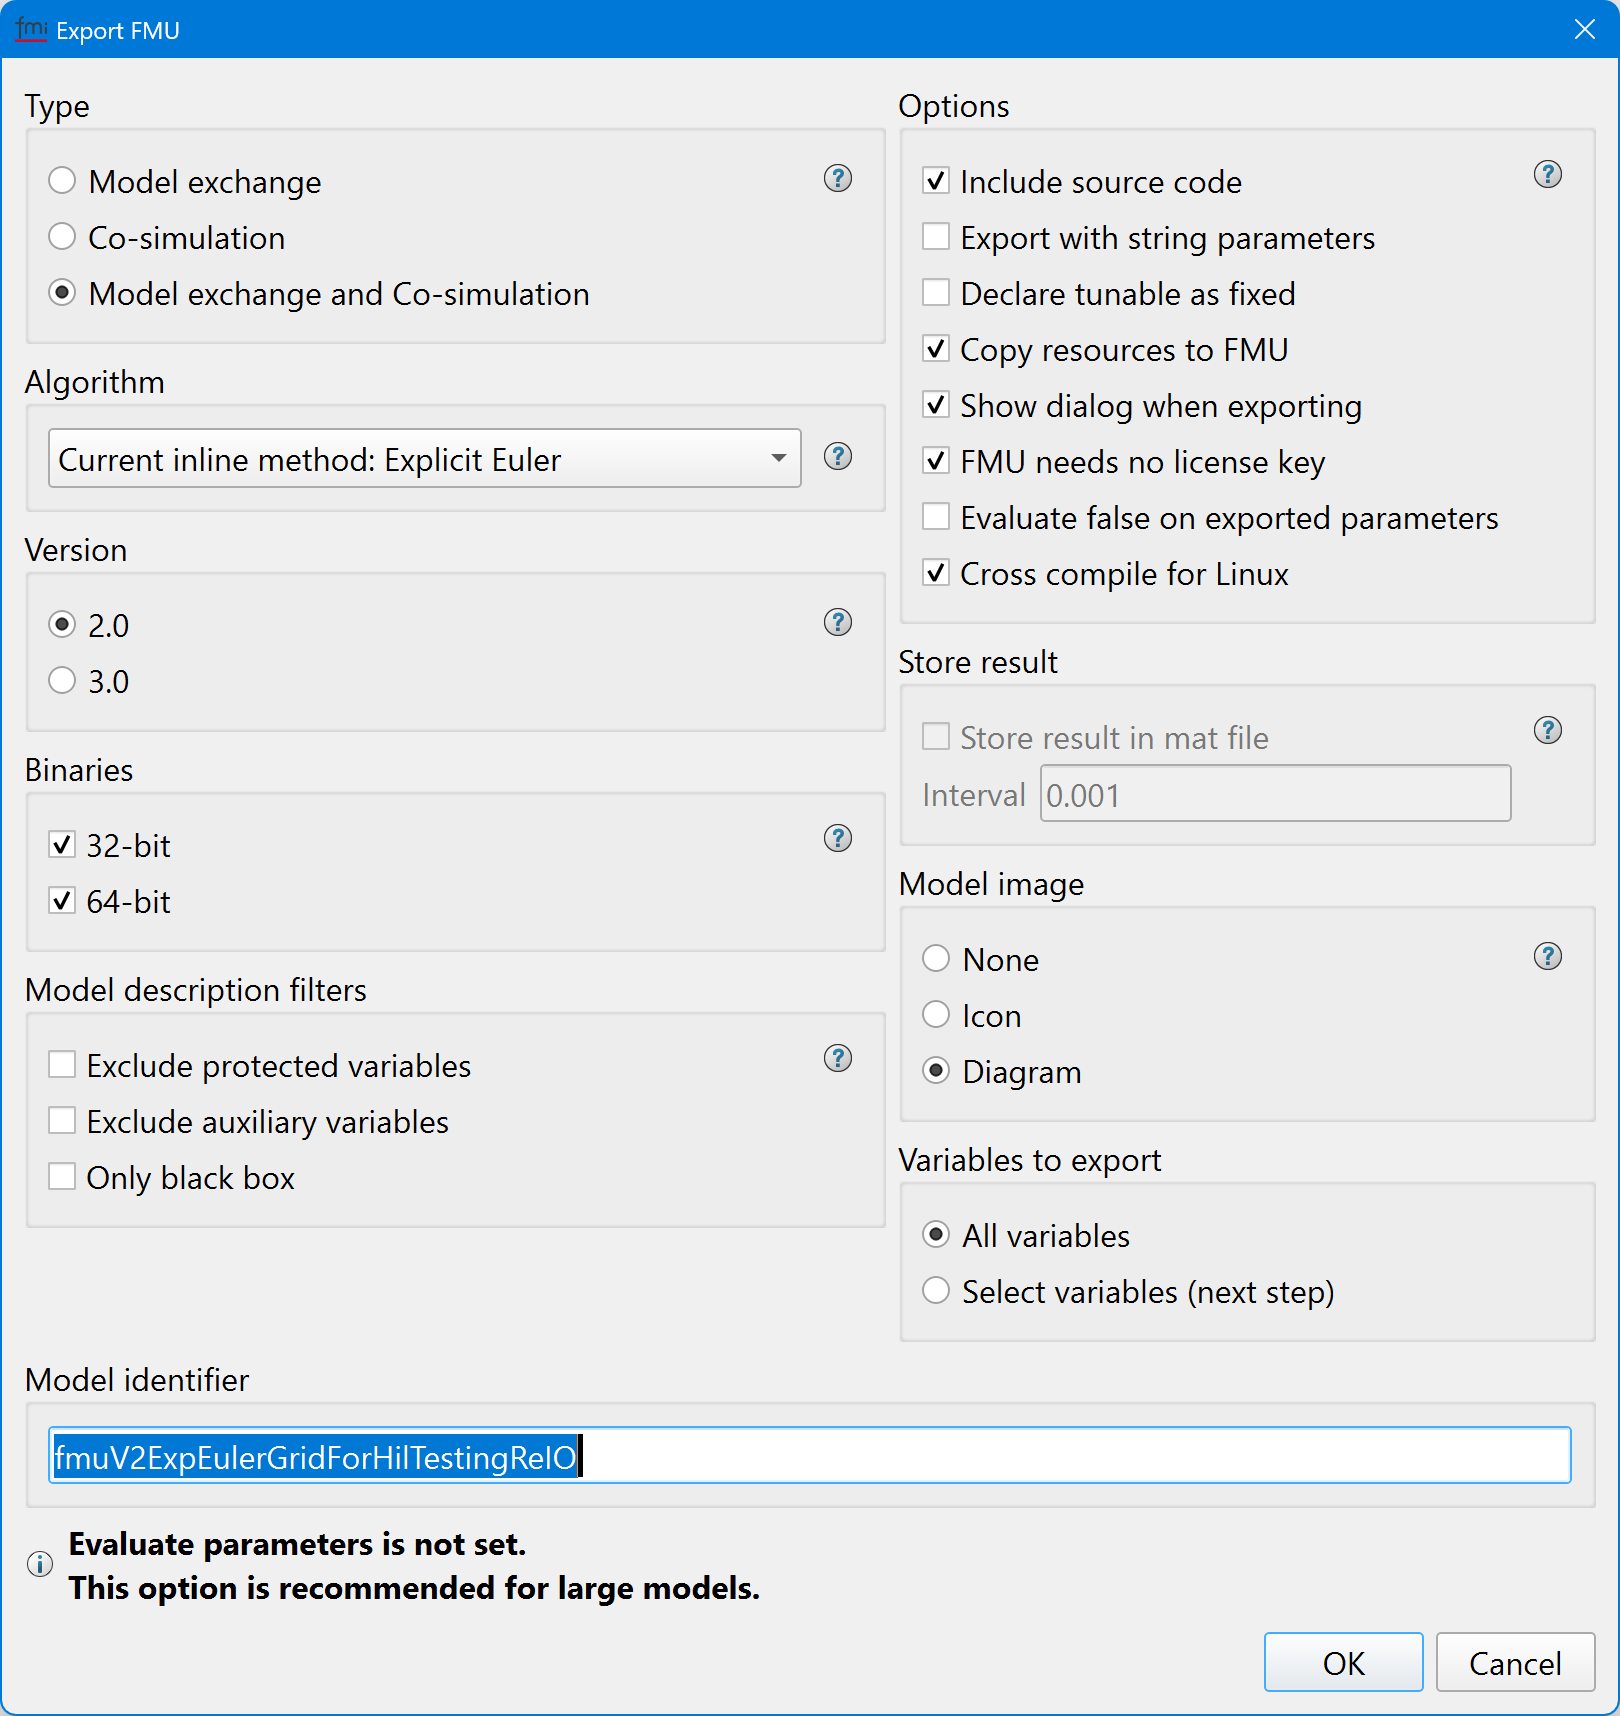 fmi Export FMU
Type
Model exchange
Co-simulation
Model exchange and Co-simulation
Algorithm
Current inline method: Explicit Euler
Version
2.0
3.0
Binaries
32-bit
64-bit
Model description filters
Exclude protected variables
Exclude auxiliary variables
Only black box
Options
Include source code
Export with string parameters
Declare tunable as fixed
Copy resources to FMU
Show dialog when exporting
FMU needs no license key
Evaluate false on exported parameters
Cross compile for Linux
Store result
Store result in mat file
Interval 0.001
Model image
None
Icon
Diagram
Variables to export
All variables
Select variables (next step)
Model identifier
fmuV2ExpEulerGridForHilTestingReIO
Evaluate parameters is not set.
This option is recommended for large models.
OK Cancel